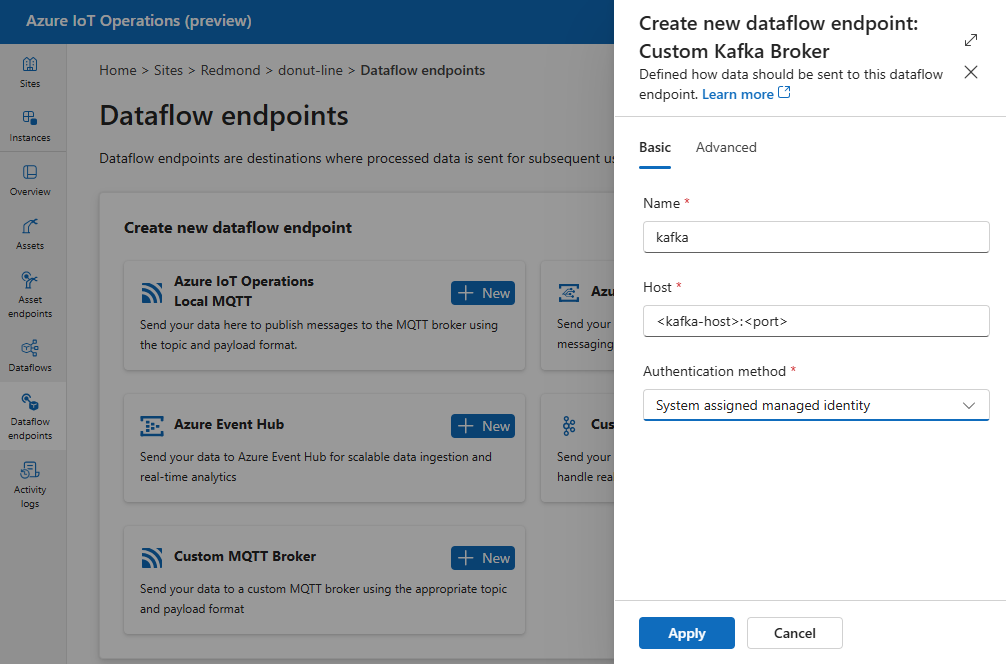 Azure IoT Operations (preview)
Sites
Instances
Overview
Assets
Asset
endpoints
Dataflows
Dataflow
endpoints
Activity
logs
Home > Sites > Redmond > donut-line > Dataflow endpoints
Dataflow endpoints
Dataflow endpoints are destinations where processed data is sent for subsequent
Create new dataflow endpoint
Azure IoT Operations
Local MQTT
New
Send your data here to publish messages to the MQTT broker using
the topic and payload format.
Send your
messaging
Azure Event Hub
New
Send your data to Azure Event Hub for scalable data ingestion and
real-time analytics
Send your
handle
Custom MQTT Broker
New
Send your data to a custom MQTT broker using the appropriate topic
and payload format
Create new dataflow endpoint:
Custom Kafka Broker
Defined how data should be sent to this dataflow
endpoint. Learn more
Basic
Advanced
Name *
kafka
Host *
<kafka-host>:<port>
Authentication method *
System assigned managed identity
Apply
Cancel